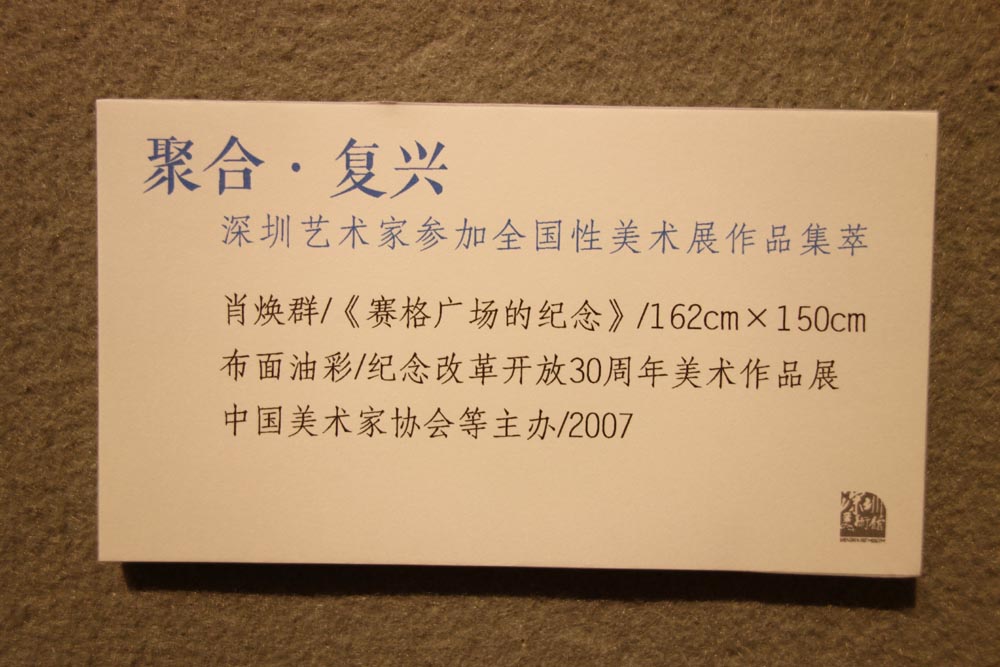 聚合·复兴
深圳艺术家参加全国性美术展作品集萃
肖焕群/《赛格广场的纪念》/162cm×150cm
布面油彩/纪念改革开放30周年美术作品展
中国美术家协会等主办/2007